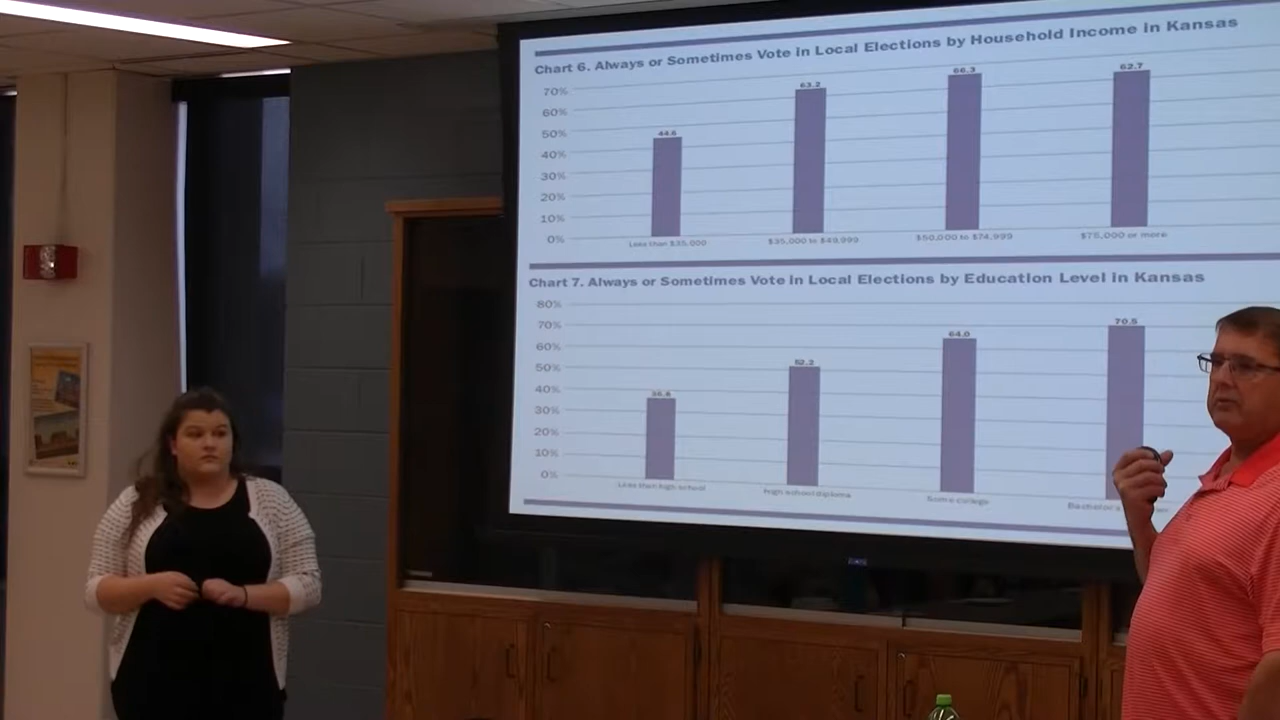 Chart 6. Always or Sometimes Vote in Local Elections by Household Income in Kansas
70%
60%
50%
40%
30%
20%
10%
0%
44.6
63.2
66.3
62.7
Less than $35,000
$35,000 to $49,999
$50,000 to $74,999
$75,000 or more
Chart 7. Always or Sometimes Vote in Local Elections by Education Level in Kansas
80%
70%
60%
50%
40%
30%
20%
10%
0%
52.2
64.0
70.5
Less than high school
High school diploma
Some college
Bachelor's